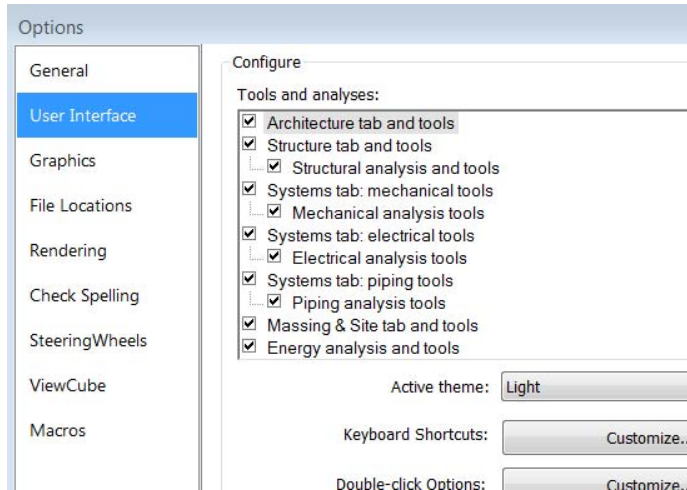 Options
General
User Interface
Graphics
File Locations
Rendering
Check Spelling
SteeringWheels
ViewCube
Macros
Configure
Tools and analyses:
Architecture tab and tools
Structure tab and tools
Structural analysis and tools
Systems tab: mechanical tools
Mechanical analysis tools
Systems tab: electrical tools
Electrical analysis tools
Systems tab: piping tools
Piping analysis tools
Massing & Site tab and tools
Energy analysis and tools
Active theme: Light
Keyboard Shortcuts: Customize..
Double-click Options: Customize..